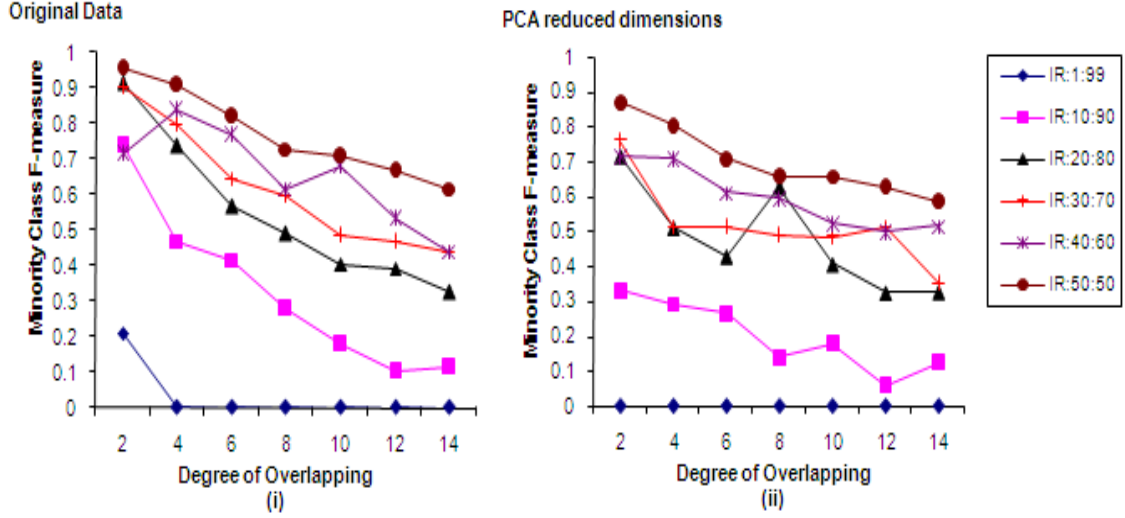 Original Data
Minority Class F-measure
1
0.9
0.8
0.7
0.6
0.5
0.4
0.3
0.2
0.1
0
2 4 6 8 10 12 14
Degree of Overlapping
(i)
PCA reduced dimensions
Minority Class F-measure
1
0.9
0.8
0.7
0.6
0.5
0.4
0.3
0.2
0.1
0
2 4 6 8 10 12 14
Degree of Overlapping
(ii)
IR:1:99
IR:10:90
IR:20:80
IR:30:70
IR:40:60
IR:50:50